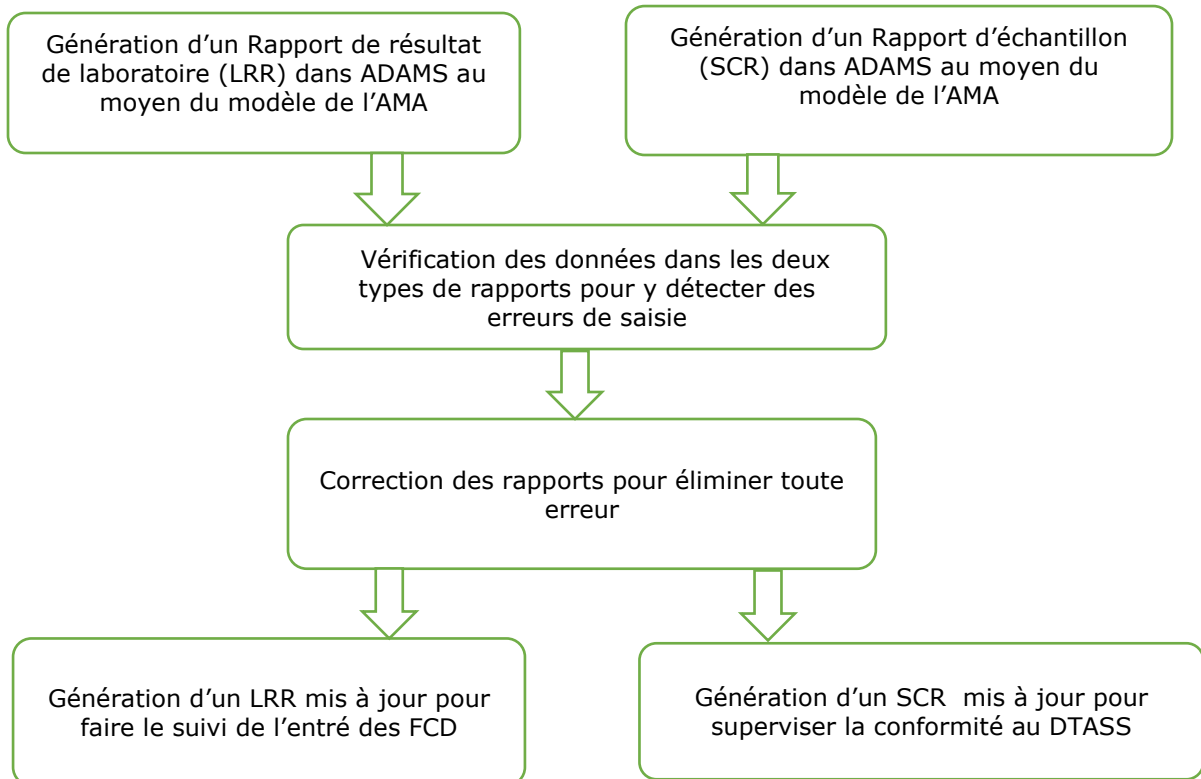 Génération d’un Rapport de résultat
de laboratoire (LRR) dans ADAMS au
moyen du modèle de l’AMA
Génération d’un Rapport d’échantillon
(SCR) dans ADAMS au moyen du
modèle de l’AMA
Vérification des données dans les deux
types de rapports pour y détecter des
erreurs de saisie
Correction des rapports pour éliminer toute
erreur
Génération d’un LRR mis à jour pour
faire le suivi de l’entré des FCD
Génération d’un SCR mis à jour pour
superviser la conformité au DTASS